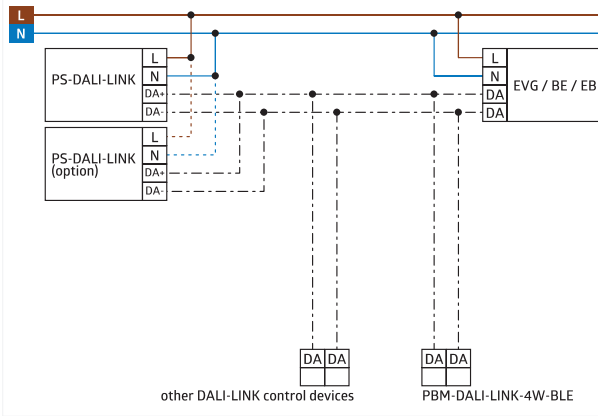 L
N
PS-DALI-LINK
L
N
DA+
DA-
L
N
DA
DA
EVG / BE / EB
PS-DALI-LINK
(option)
L
N
DA+
DA-
DA DA
DA DA
other DALI-LINK control devices
PBM-DALI-LINK-4W-BLE